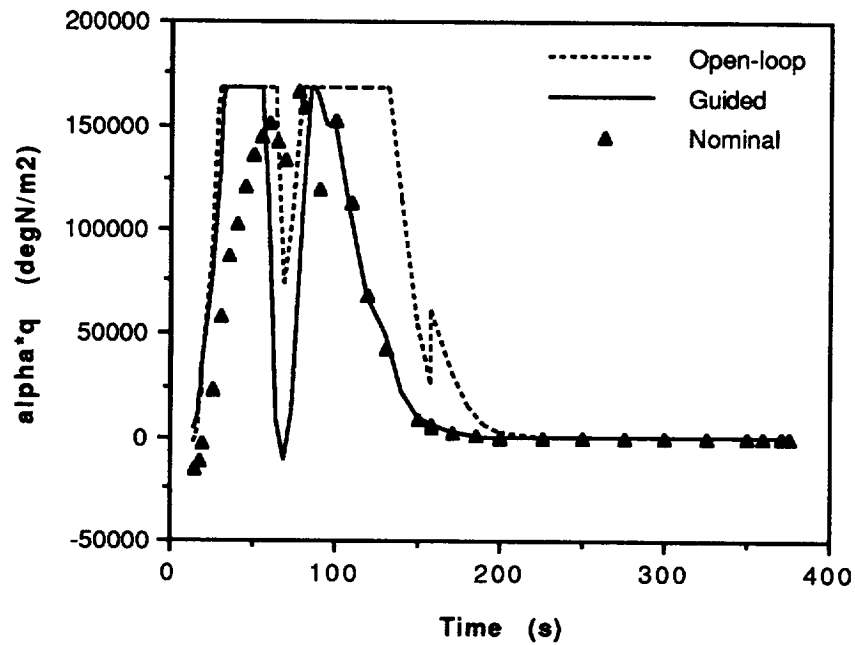 200000
150000
100000
50000
0
-50000
alpha*q (degN/m2)
Open-loop
Guided
Nominal
0 100 200 300 400
Time (s)